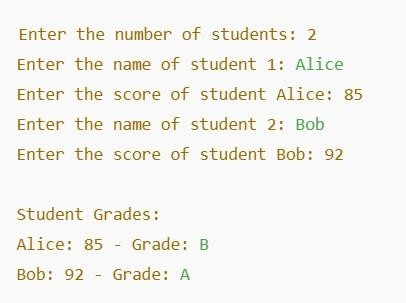 Enter the number of students: 2
Enter the name of student 1: Alice
Enter the score of student Alice: 85
Enter the name of student 2: Bob
Enter the score of student Bob: 92
Student Grades:
Alice: 85 - Grade: B
Bob: 92 - Grade: A